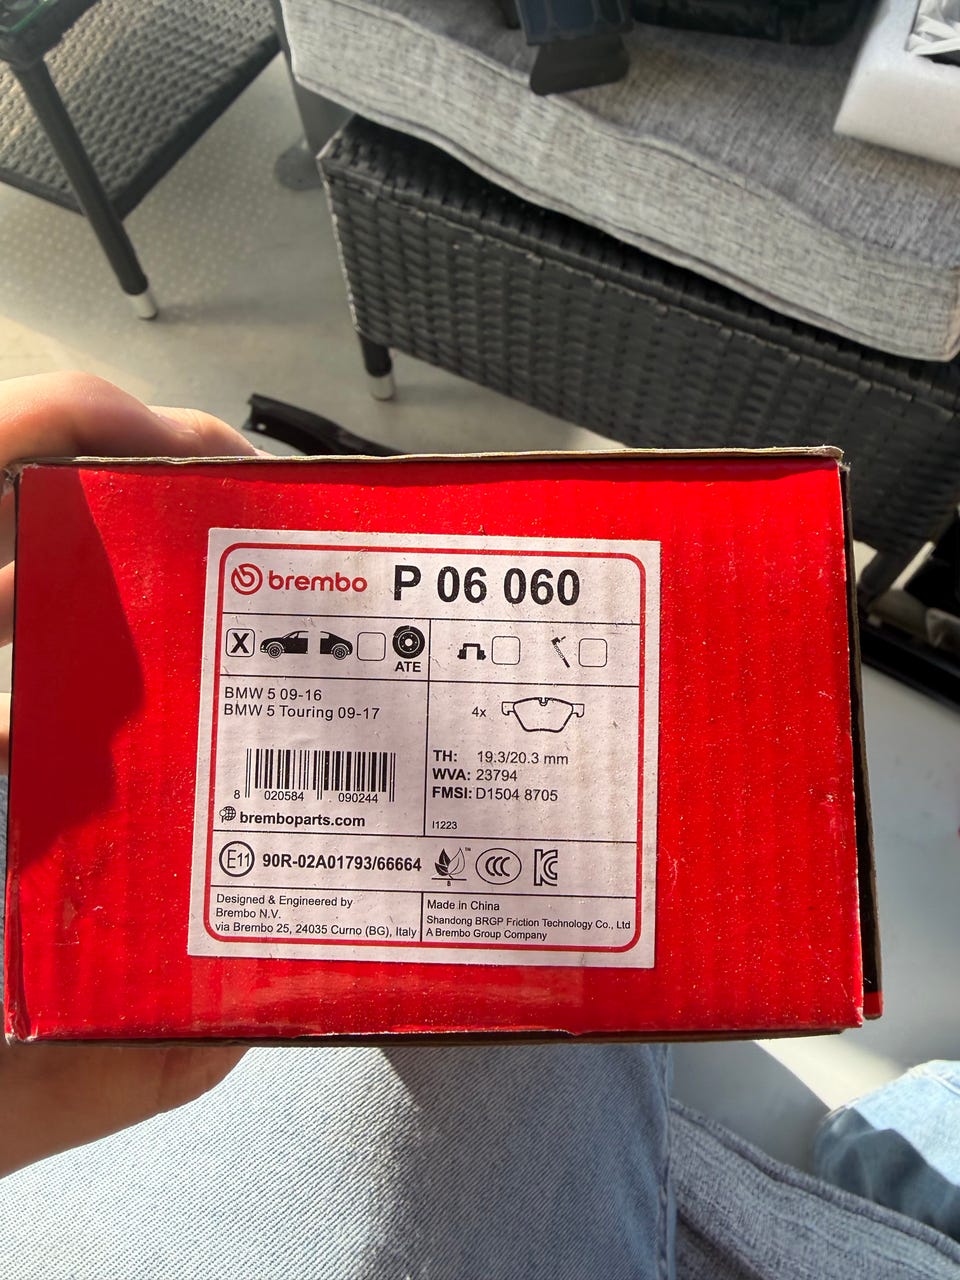 brembo P 06 060
X
ATE
BMW 5 09-16
BMW 5 Touring 09-17
4x
TH: 19.3/20.3 mm
WVA: 23794
FMSI: D1504 8705
8 020584 090244
bremboparts.com
I1223
E11 90R-02A01793/66664
TM
B
CCC
KC
Designed & Engineered by
Brembo N.V.
via Brembo 25, 24035 Curno (BG), Italy
Made in China
Shandong BRGP Friction Technology Co., Ltd
A Brembo Group Company